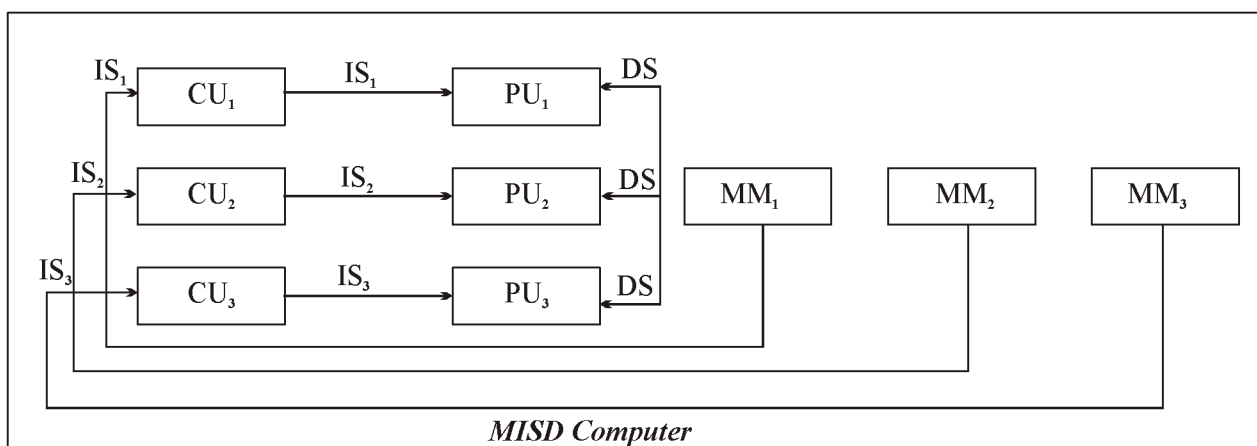 IS₁ CU₁ IS₁ PU₁ DS
IS₂ CU₂ IS₂ PU₂ DS MM₁ MM₂ MM₃
IS₃ CU₃ IS₃ PU₃ DS
MISD Computer